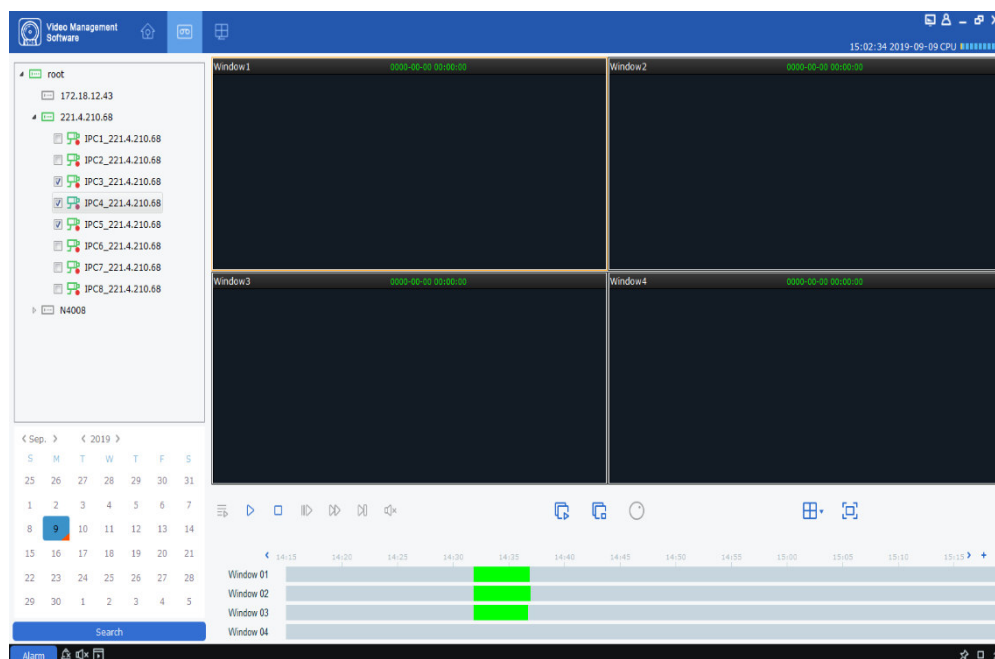 Video Management
Software
15:02:34 2019-09-09 CPU
root
172.18.12.43
221.4.210.68
IPC1_221.4.210.68
IPC2_221.4.210.68
IPC3_221.4.210.68
IPC4_221.4.210.68
IPC5_221.4.210.68
IPC6_221.4.210.68
IPC7_221.4.210.68
IPC8_221.4.210.68
N4008
Window1 0000-00-00 00:00:00
Window2 0000-00-00 00:00:00
Window3 0000-00-00 00:00:00
Window4 0000-00-00 00:00:00
< Sep. > < 2019 >
S M T W T F S
25 26 27 28 29 30 31
1 2 3 4 5 6 7
8 9 10 11 12 13 14
15 16 17 18 19 20 21
22 23 24 25 26 27 28
29 30 1 2 3 4 5
Search
14:15 14:20 14:25 14:30 14:35 14:40 14:45 14:50 14:55 15:00 15:05 15:10 15:15
Window 01
Window 02
Window 03
Window 04
Alarm